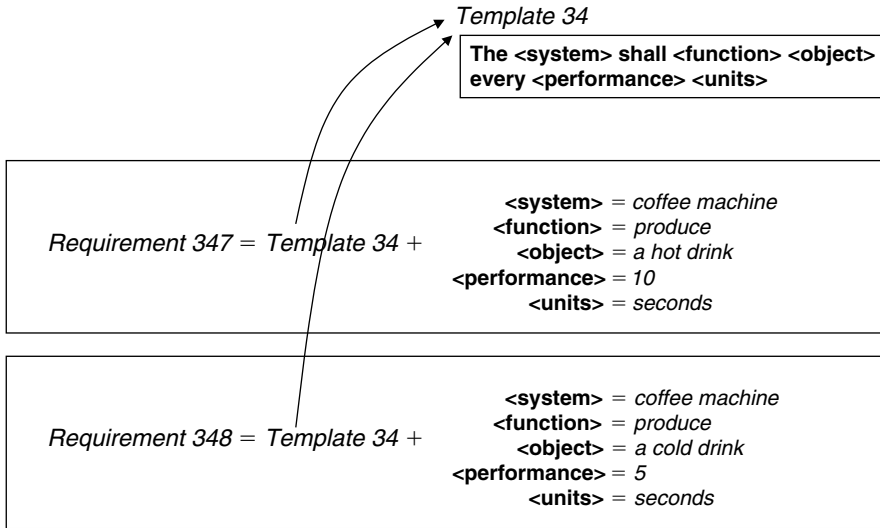 Template 34
The <system> shall <function> <object>
every <performance> <units>
<system> = coffee machine
<function> = produce
Requirement 347 = Template 34 +
<object> = a hot drink
<performance> = 10
<units> = seconds
<system> = coffee machine
<function> = produce
Requirement 348 = Template 34 +
<object> = a cold drink
<performance> = 5
<units> = seconds